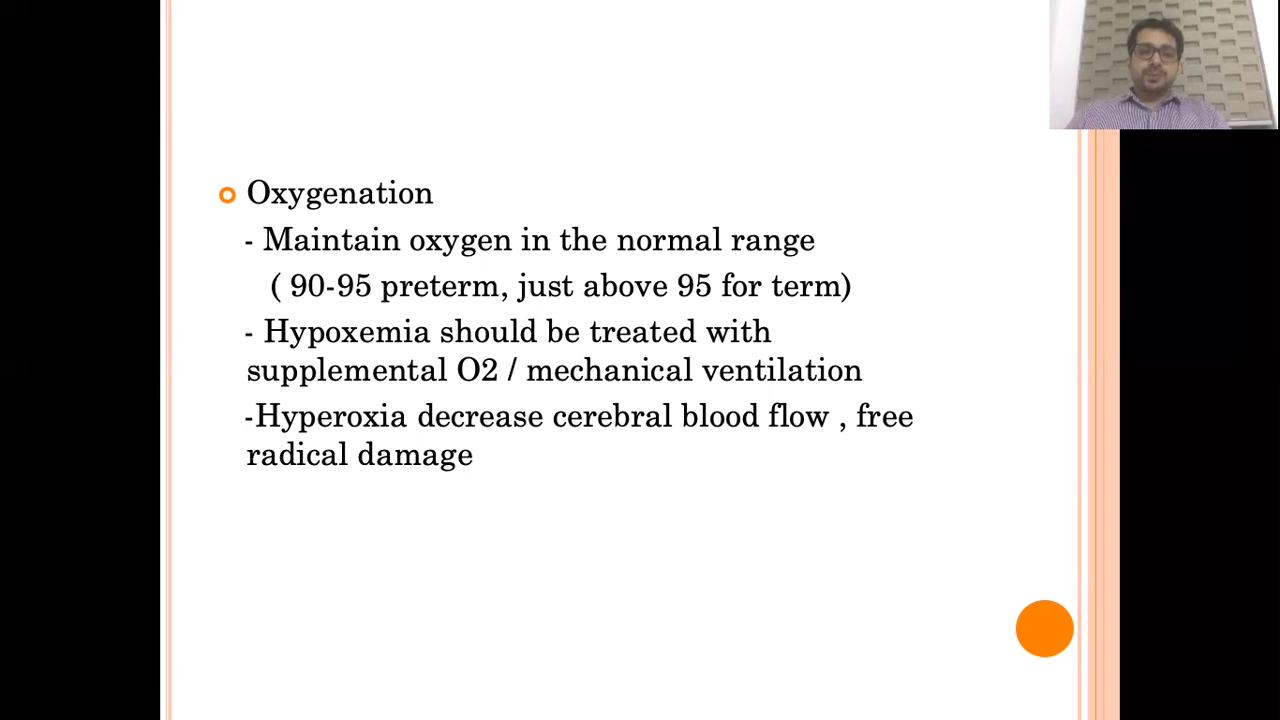 Oxygenation
- Maintain oxygen in the normal range
( 90-95 preterm, just above 95 for term)
- Hypoxemia should be treated with
supplemental O2 / mechanical ventilation
-Hyperoxia decrease cerebral blood flow , free
radical damage